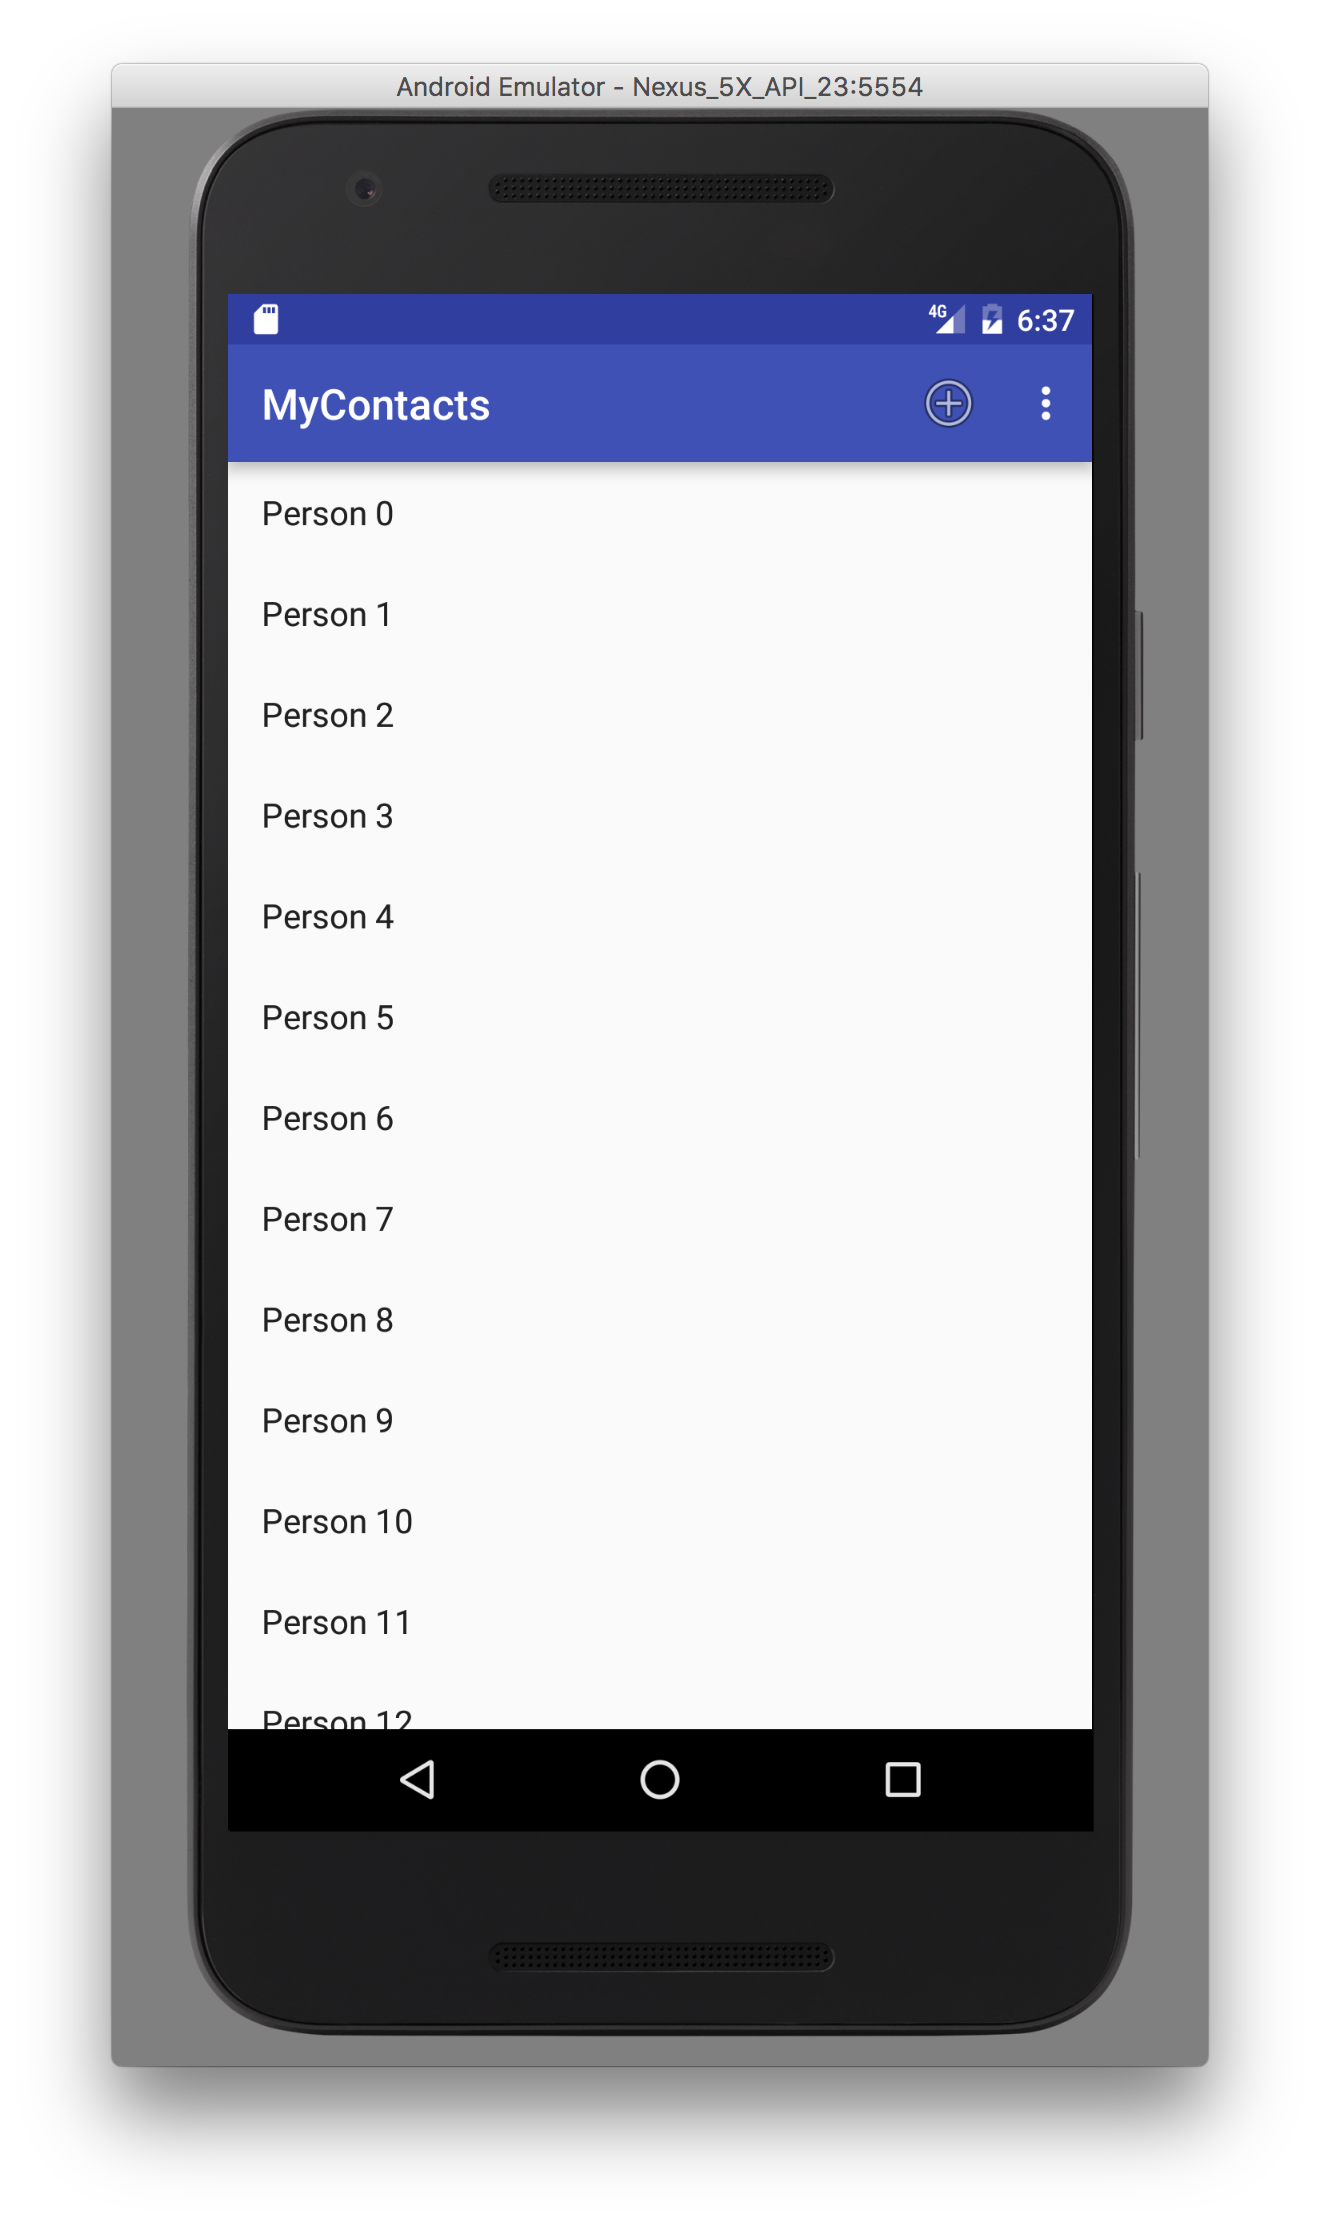 Android Emulator - Nexus_5X_API_23:5554
4G 6:37
MyContacts
Person 0
Person 1
Person 2
Person 3
Person 4
Person 5
Person 6
Person 7
Person 8
Person 9
Person 10
Person 11
Person 12